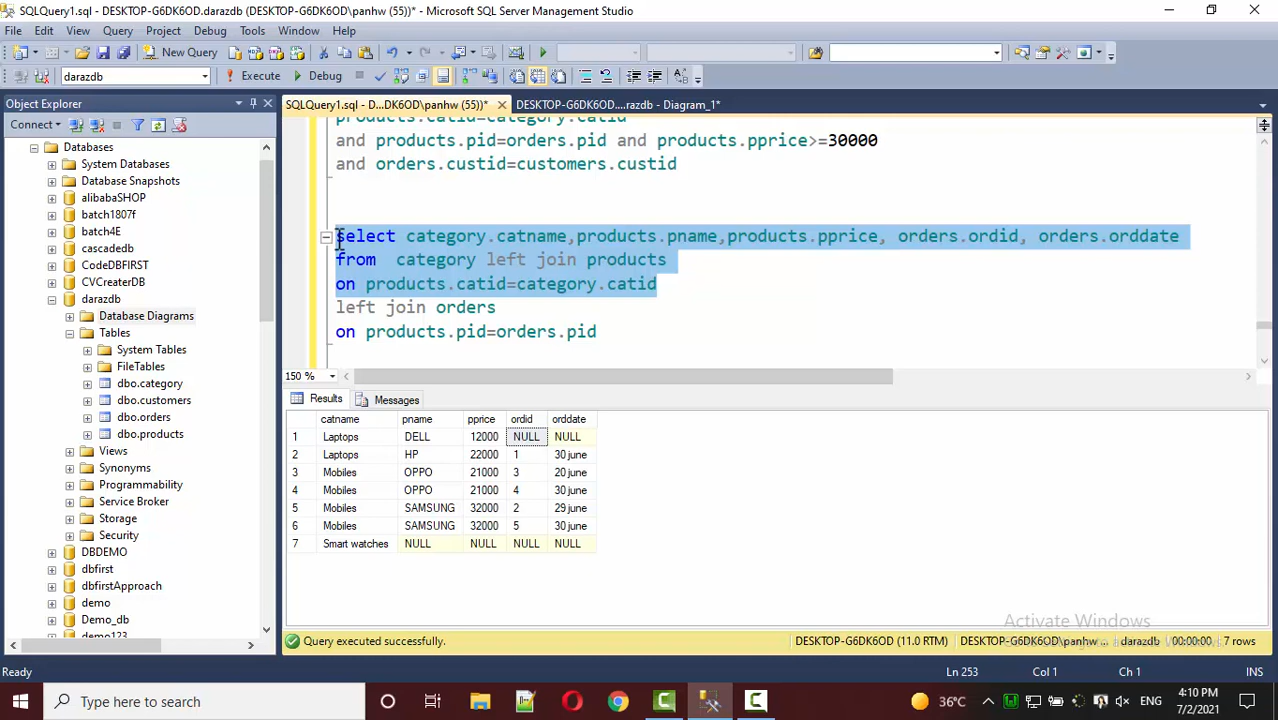 SQLQuery1.sql - DESKTOP-G6DK6OD.darazdb (DESKTOP-G6DK6OD\panhw (55))* - Microsoft SQL Server Management Studio
File Edit View Query Project Debug Tools Window Help
New Query
darazdb Execute Debug
Object Explorer
SQLQuery1.sql - D...DK6OD\panhw (55))* DESKTOP-G6DK6OD....razdb - Diagram_1*
Connect
Databases
System Databases
Database Snapshots
alibabaSHOP
batch1807f
batch4E
cascadedb
CodeDBFIRST
CVCreaterDB
darazdb
Database Diagrams
Tables
System Tables
FileTables
dbo.category
dbo.customers
dbo.orders
dbo.products
Views
Synonyms
Programmability
Service Broker
Storage
Security
DBDEMO
dbfirst
dbfirstApproach
demo
Demo_db
demo123
products.catid=category.catid
and products.pid=orders.pid and products.pprice>=30000
and orders.custid=customers.custid
select category.catname,products.pname,products.pprice, orders.ordid, orders.orddate
from category left join products
on products.catid=category.catid
left join orders
on products.pid=orders.pid
150 %
Results Messages
catname pname pprice ordid orddate
1 Laptops DELL 12000 NULL NULL
2 Laptops HP 22000 1 30 june
3 Mobiles OPPO 21000 3 20 june
4 Mobiles OPPO 21000 4 30 june
5 Mobiles SAMSUNG 32000 2 29 june
6 Mobiles SAMSUNG 32000 5 30 june
7 Smart watches NULL NULL NULL NULL
Activate Windows
Query executed successfully. DESKTOP-G6DK6OD (11.0 RTM) DESKTOP-G6DK6OD\panhw ... darazdb 00:00:00 7 rows
Ready Ln 253 Col 1 Ch 1 INS
Type here to search 36°C ENG 4:10 PM
7/2/2021